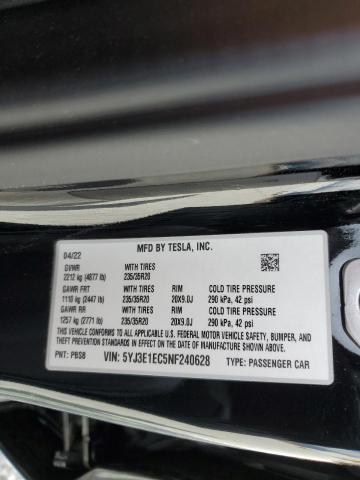 MFD BY TESLA, INC.
04/22
GVWR WITH TIRES
2212 kg (4877 lb) 235/35R20
GAWR FRT WITH TIRES RIM COLD TIRE PRESSURE
1110 kg (2447 lb) 235/35R20 20X9.0J 290 kPa, 42 psi
GAWR RR WITH TIRES RIM COLD TIRE PRESSURE
1257 kg (2771 lb) 235/35R20 20X9.0J 290 kPa, 42 psi
THIS VEHICLE CONFORMS TO ALL APPLICABLE U.S. FEDERAL MOTOR VEHICLE SAFETY, BUMPER, AND
THEFT PREVENTION STANDARDS IN EFFECT ON THE DATE OF MANUFACTURE SHOWN ABOVE.
PNT: PBSB VIN: 5YJ3E1EC5NF240628 TYPE: PASSENGER CAR